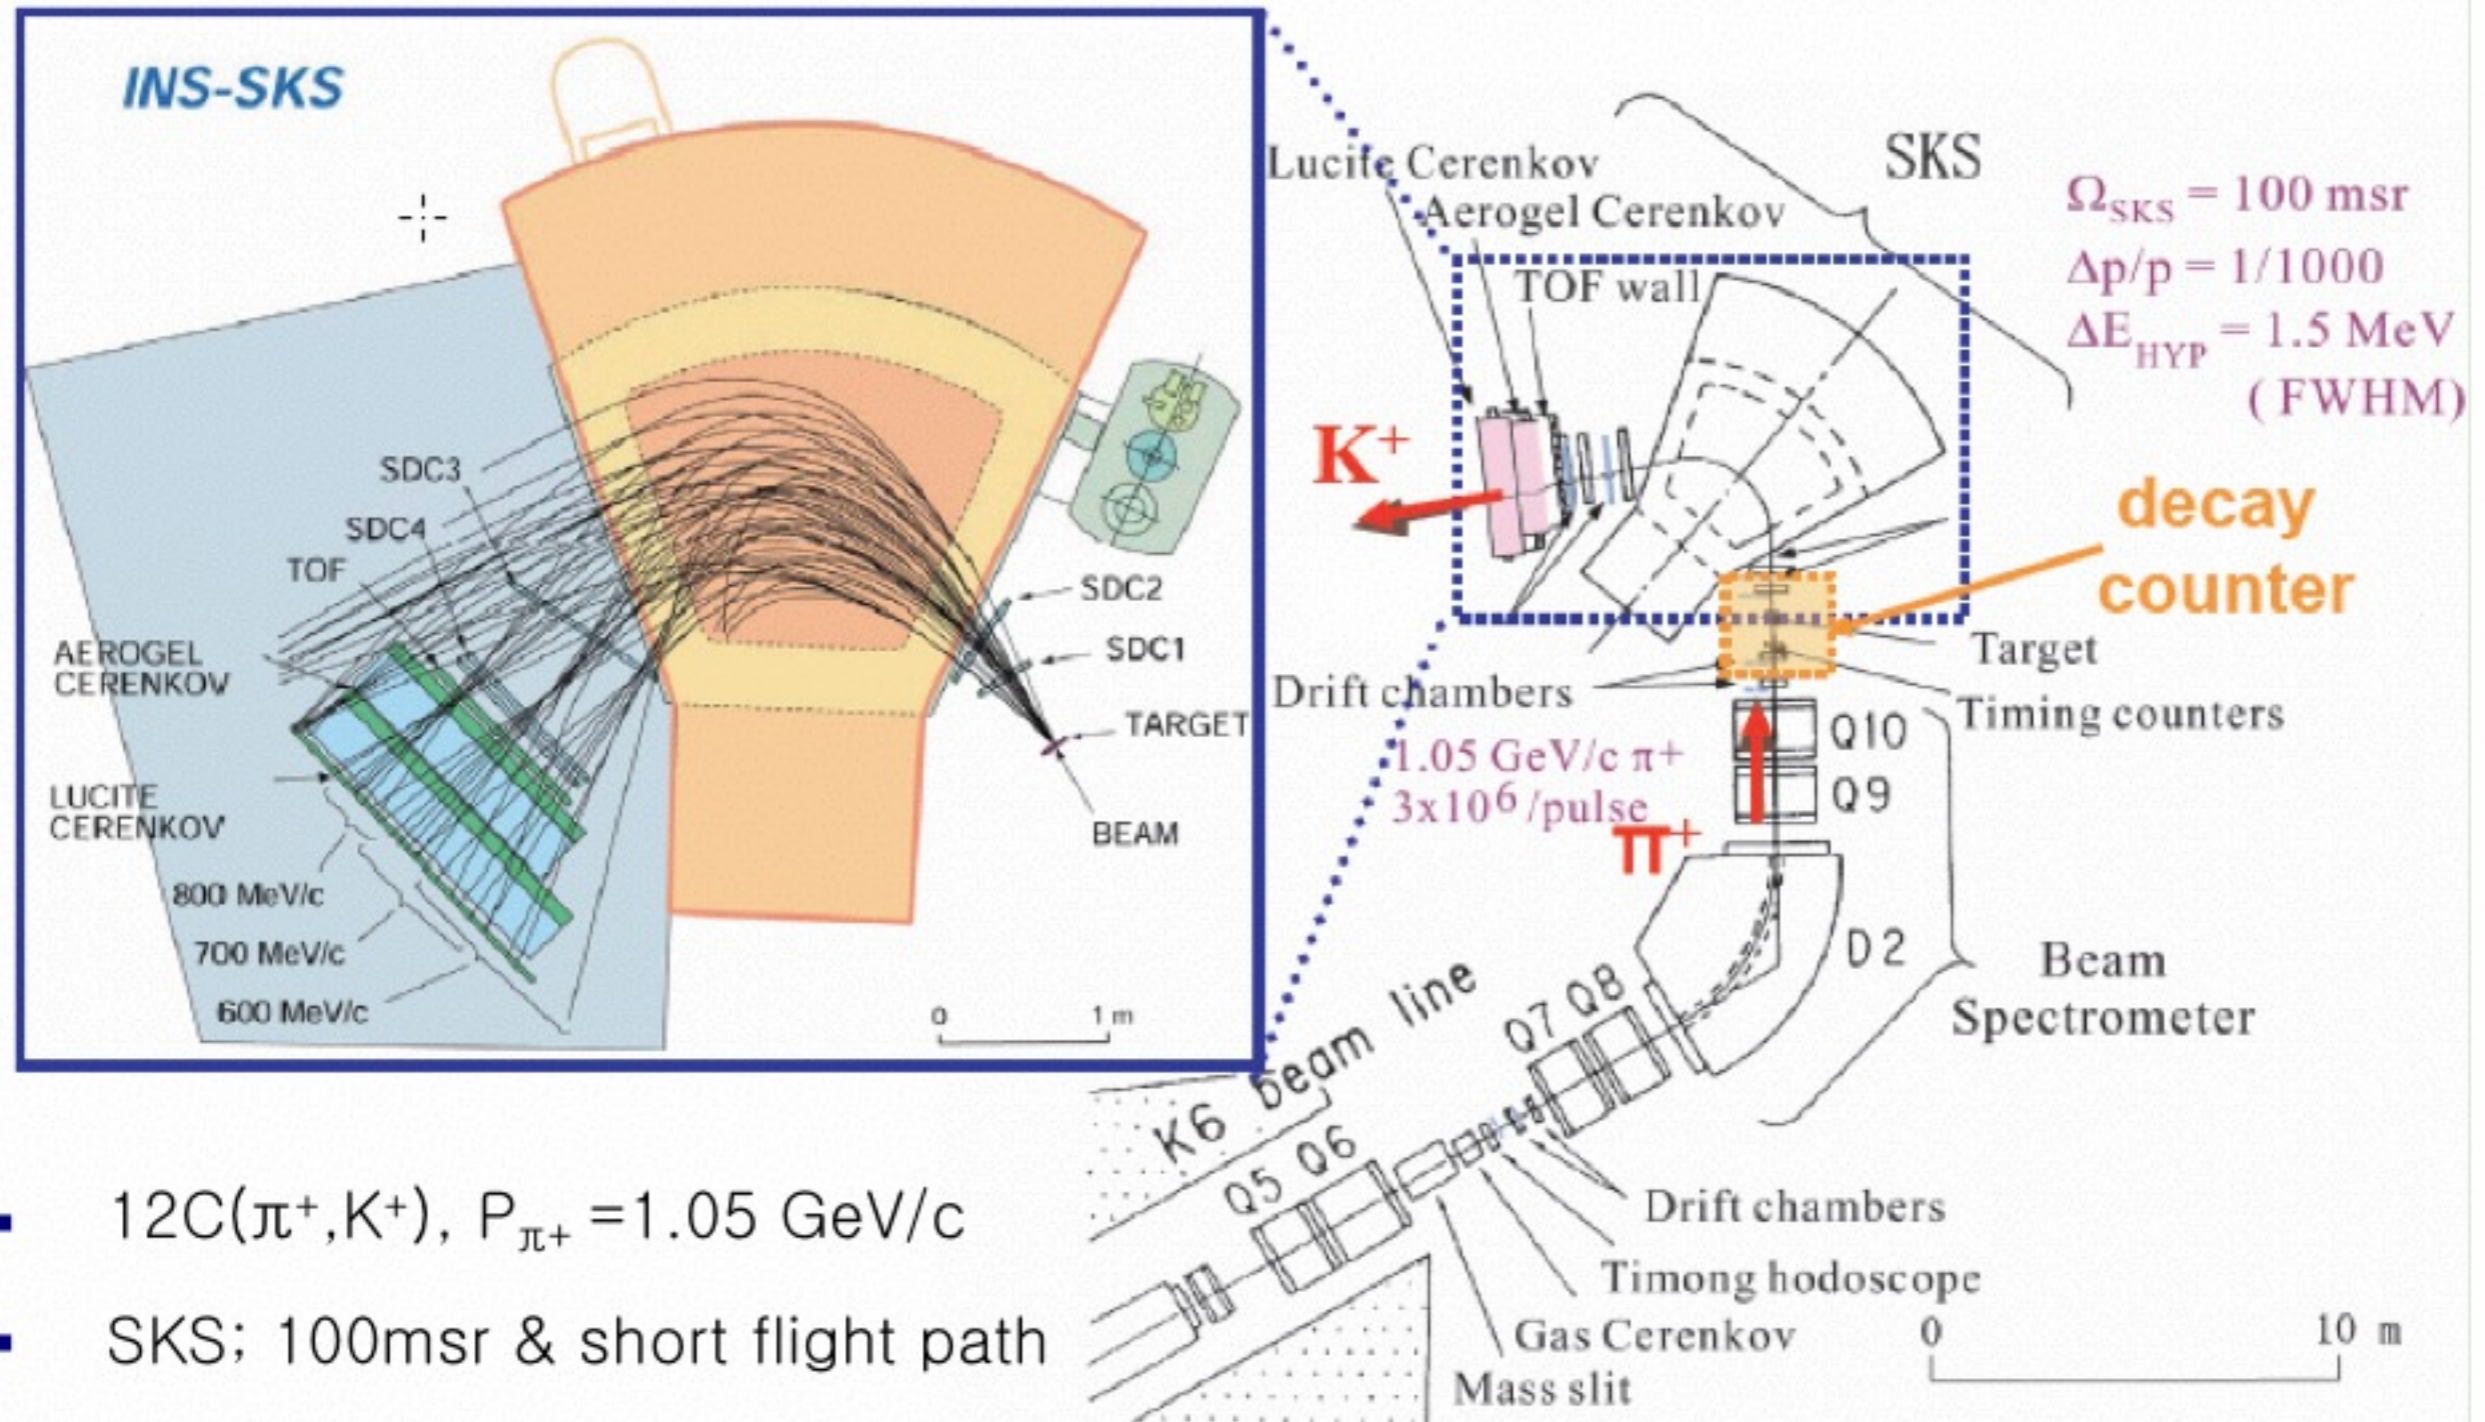 INS-SKS
SDC3
SDC4
TOF
AEROGEL
CERENKOV
LUCITE
CERENKOV
800 MeV/c
700 MeV/c
600 MeV/c
SDC2
SDC1
TARGET
BEAM
0 1 m
Lucite Cerenkov
Aerogel Cerenkov
TOF wall
SKS
Ω_SKS = 100 msr
Δp/p = 1/1000
ΔE_HYP = 1.5 MeV
( FWHM)
K⁺
decay
counter
Target
Drift chambers
Timing counters
1.05 GeV/c π+
3x10⁶/pulse
π⁺
Q10
Q9
D2
Beam
Spectrometer
K6 beam line
Q7 Q8
Q5 Q6
Drift chambers
Timong hodoscope
Gas Cerenkov
Mass slit
0 10 m
12C(π⁺,K⁺), P_π+ =1.05 GeV/c
SKS; 100msr & short flight path